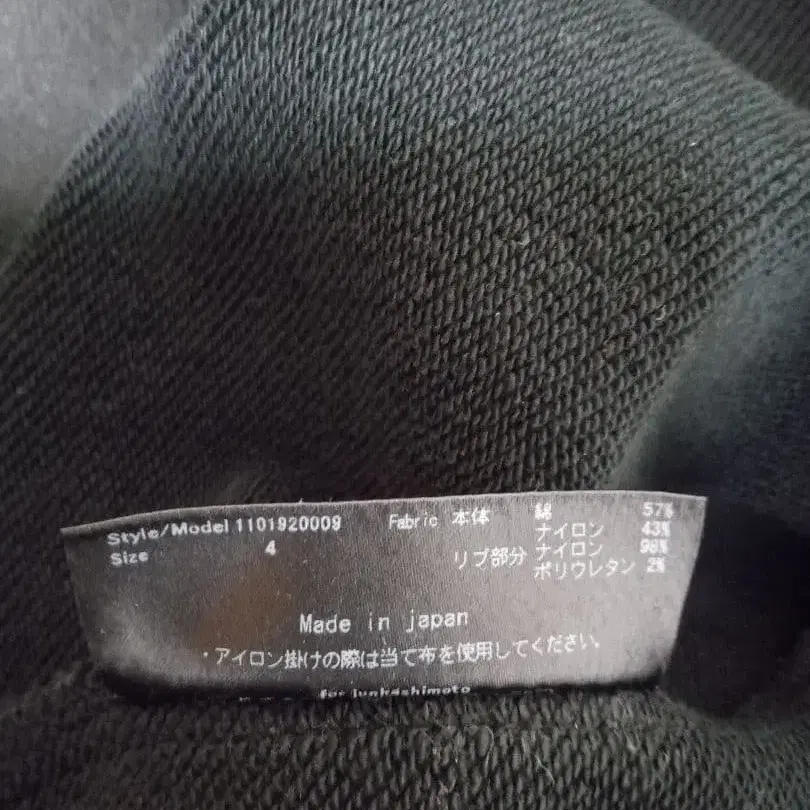 Style/Model 1101920009 Fabric 本体 綿 57%
Size 4 ナイロン 43%
リブ部分 ナイロン 98%
ポリウレタン 2%
Made in japan
・アイロン掛けの際は当て布を使用してください。
for junhashimoto